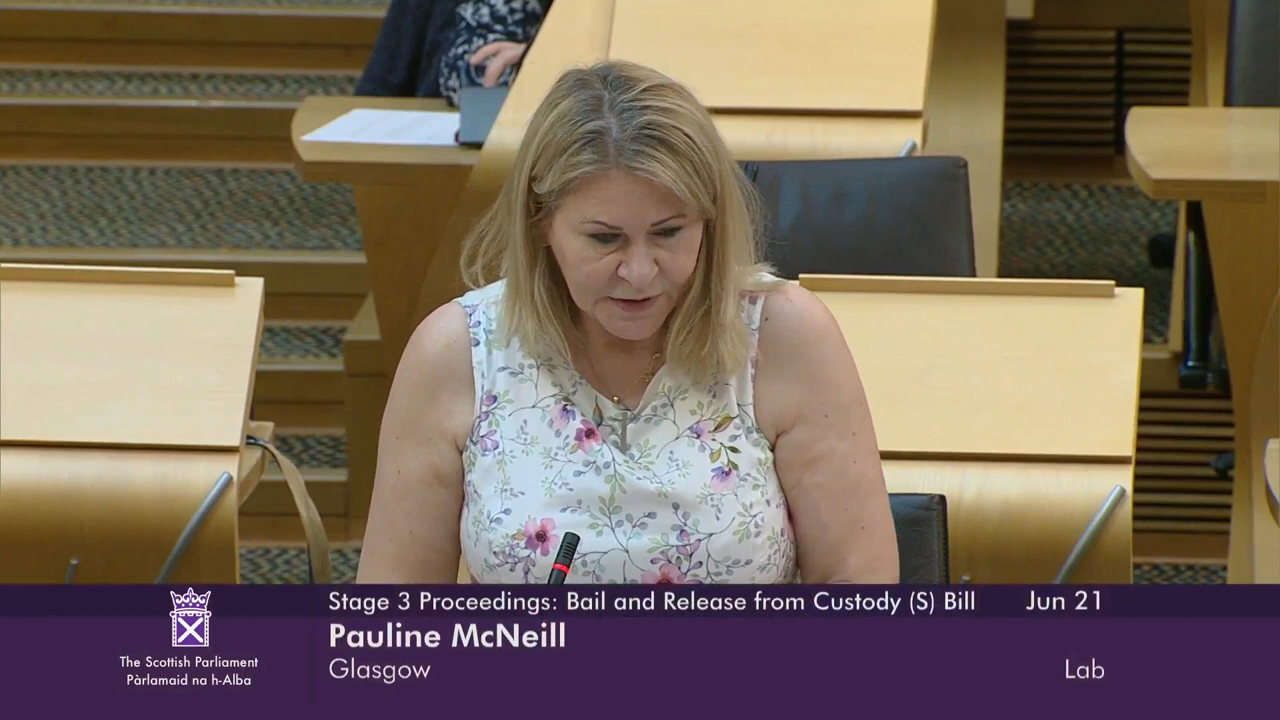 Stage 3 Proceedings: Bail and Release from Custody (S) Bill Jun 21
Pauline McNeill
Glasgow Lab
The Scottish Parliament
Pàrlamaid na h-Alba